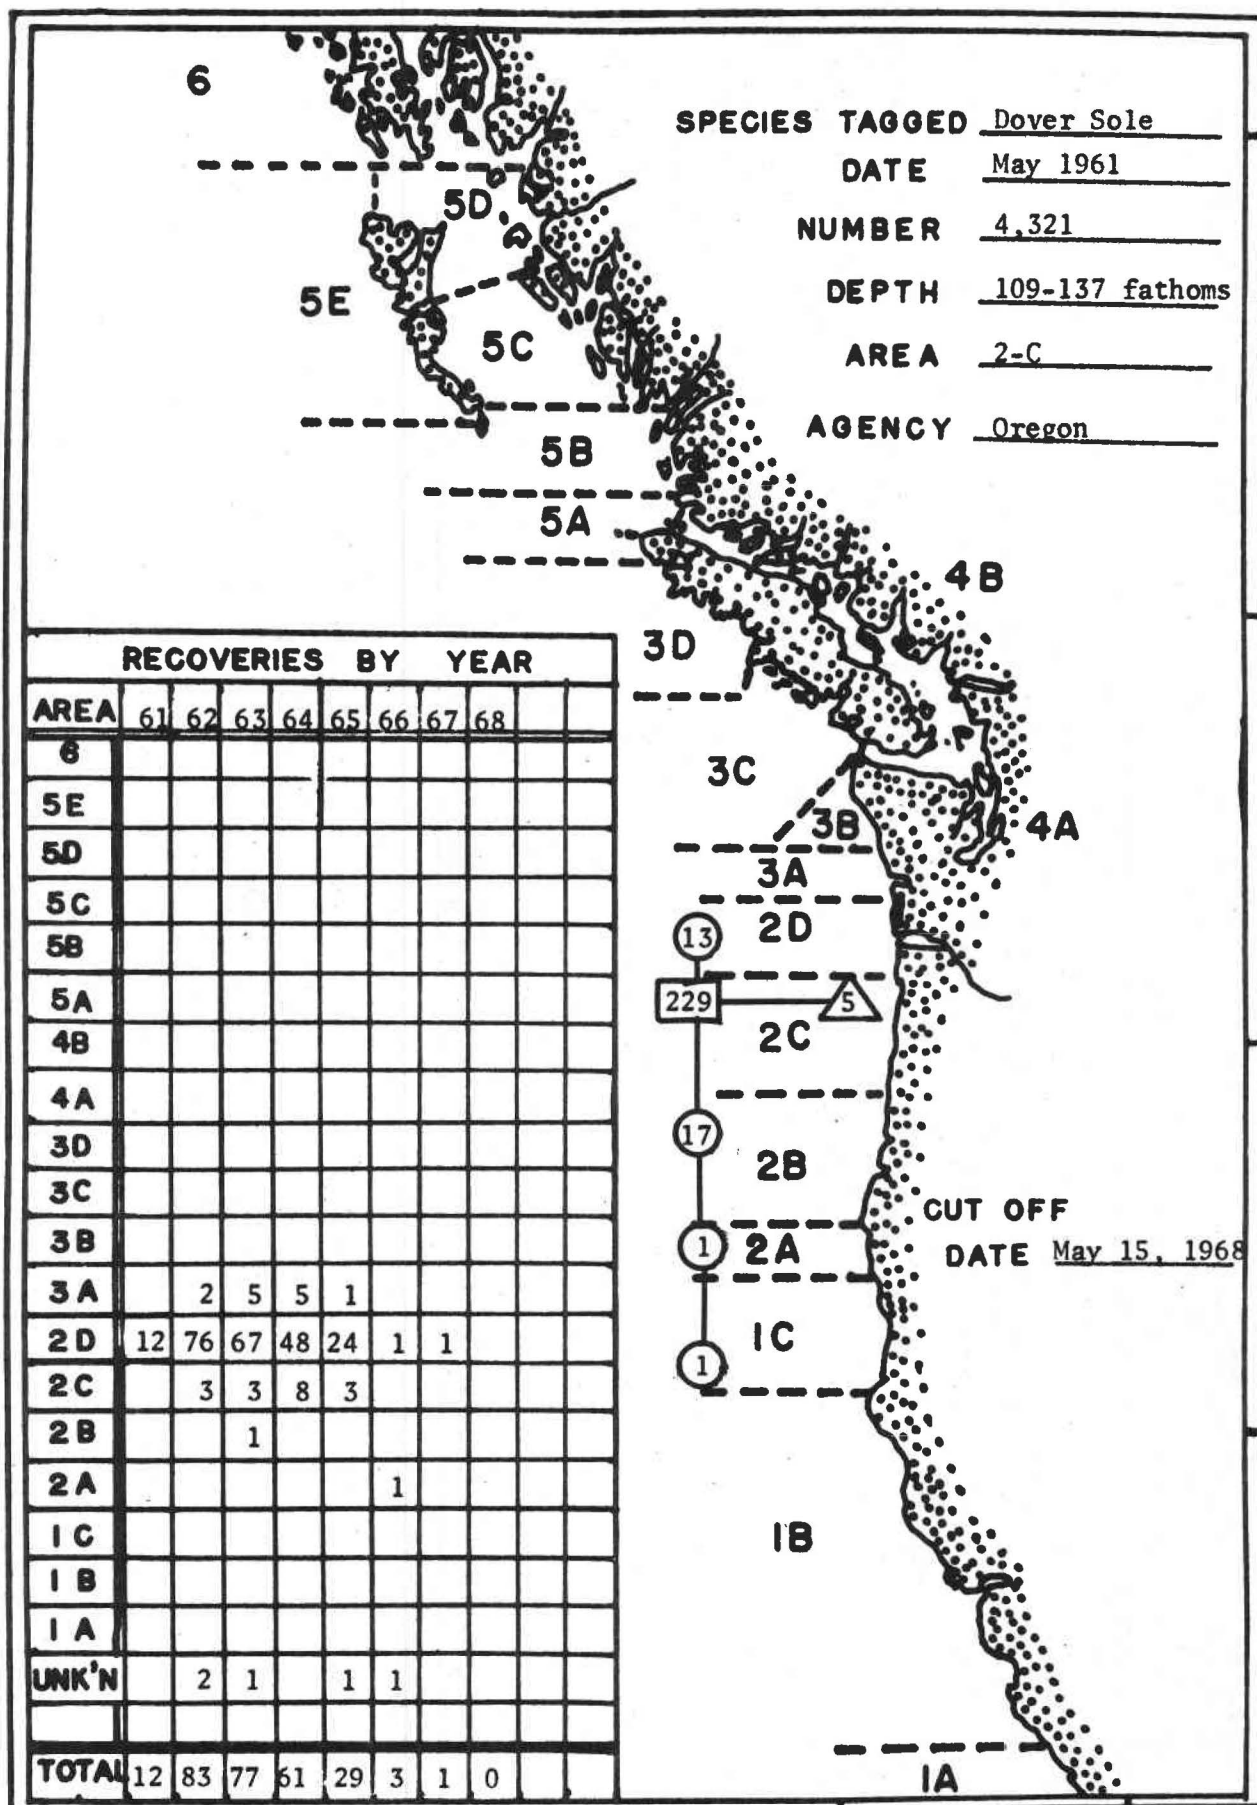 6
SPECIES TAGGED Dover Sole
DATE May 1961
5D
NUMBER 4,321
5E
DEPTH 109-137 fathoms
5C
AREA 2-C
AGENCY Oregon
5B
5A
4B
3D
3C
3B
4A
3A
2D
13
229
5
2C
17
2B
CUT OFF
DATE May 15, 1968
1
2A
1C
1
1B
1A
RECOVERIES BY YEAR
AREA 61 62 63 64 65 66 67 68
6
5E
5D
5C
5B
5A
4B
4A
3D
3C
3B
3A 2 5 5 1
2D 12 76 67 48 24 1 1
2C 3 3 8 3
2B 1
2A 1
1C
1B
1A
UNK'N 2 1 1 1
TOTAL 12 83 77 61 29 3 1 0